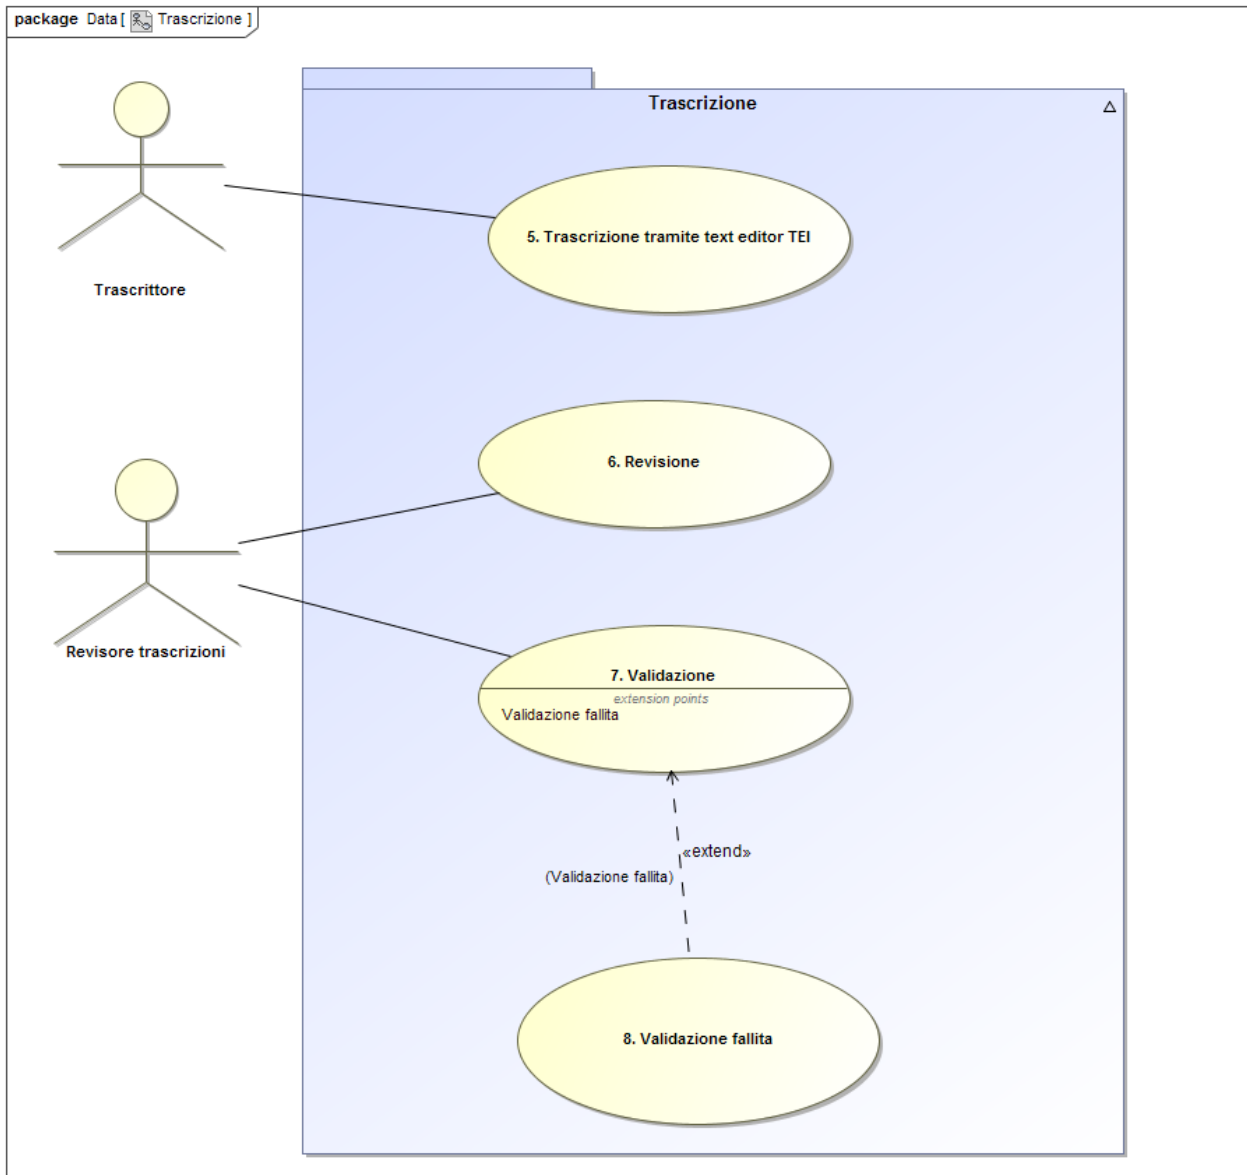 package Data [ Trascrizione ]
Trascrizione
5. Trascrizione tramite text editor TEI
Trascrittore
6. Revisione
Revisore trascrizioni
7. Validazione
extension points
Validazione fallita
«extend»
(Validazione fallita)
8. Validazione fallita